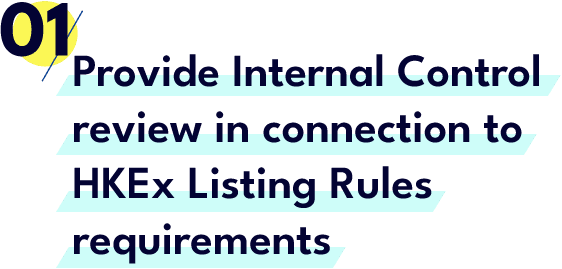 01
Provide Internal Control
review in connection to
HKEx Listing Rules
requirements